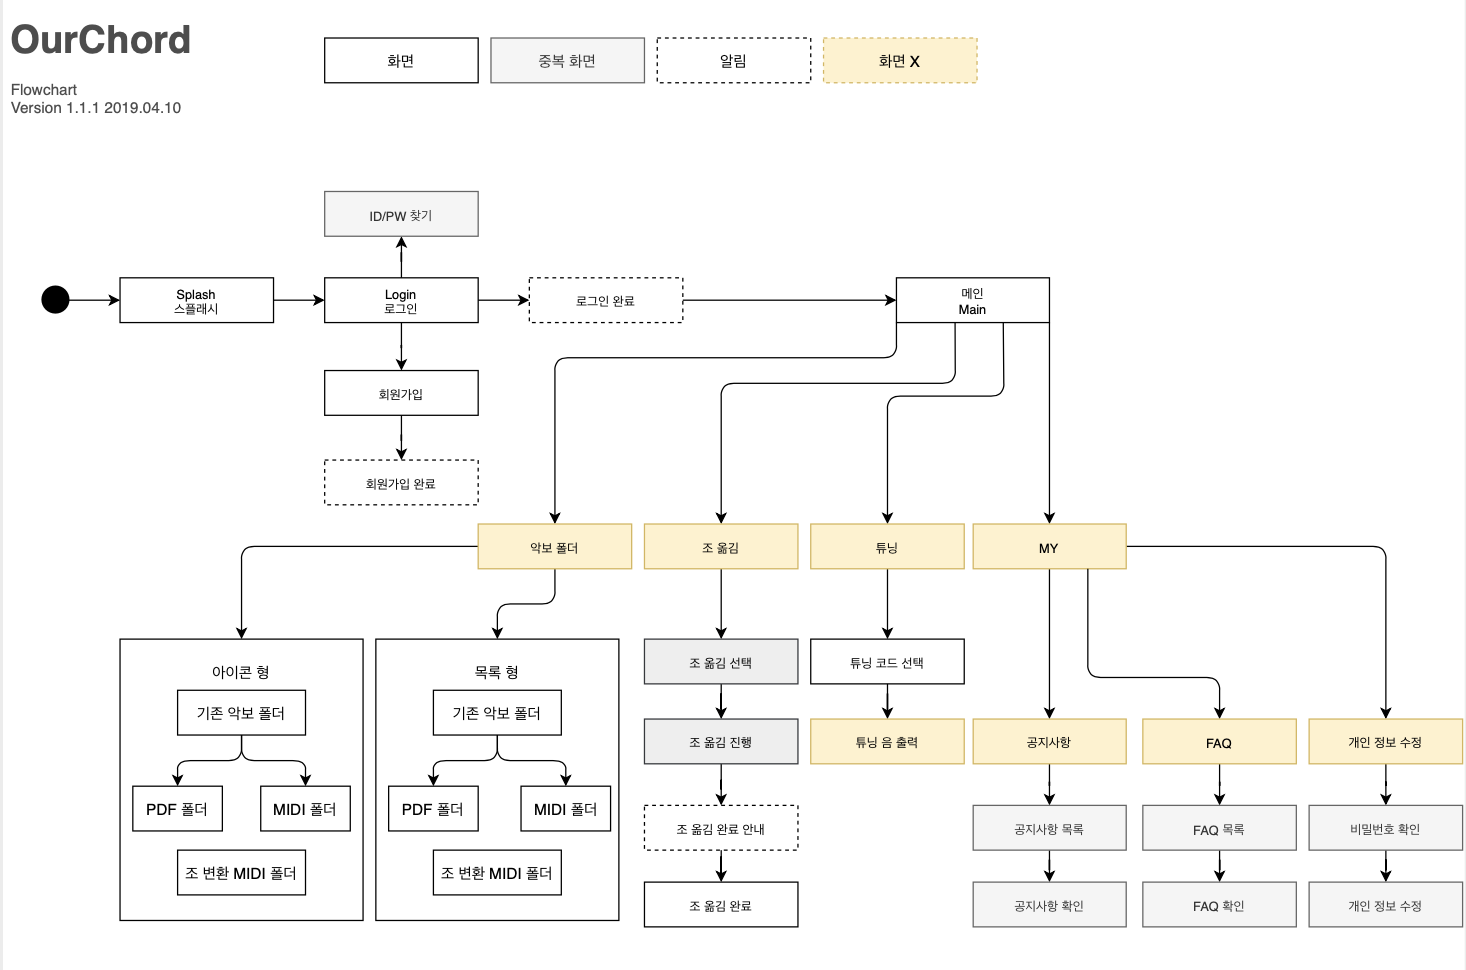 OurChord
Flowchart
Version 1.1.1 2019.04.10
화면
중복 화면
알림
화면 X
ID/PW 찾기
Splash
스플래시
Login
로그인
로그인 완료
메인
Main
회원가입
회원가입 완료
악보 폴더
조 옮김
튜닝
MY
아이콘 형
기존 악보 폴더
PDF 폴더
MIDI 폴더
조 변환 MIDI 폴더
목록 형
기존 악보 폴더
PDF 폴더
MIDI 폴더
조 변환 MIDI 폴더
조 옮김 선택
조 옮김 진행
조 옮김 완료 안내
조 옮김 완료
튜닝 코드 선택
튜닝 음 출력
공지사항
공지사항 목록
공지사항 확인
FAQ
FAQ 목록
FAQ 확인
개인 정보 수정
비밀번호 확인
개인 정보 수정